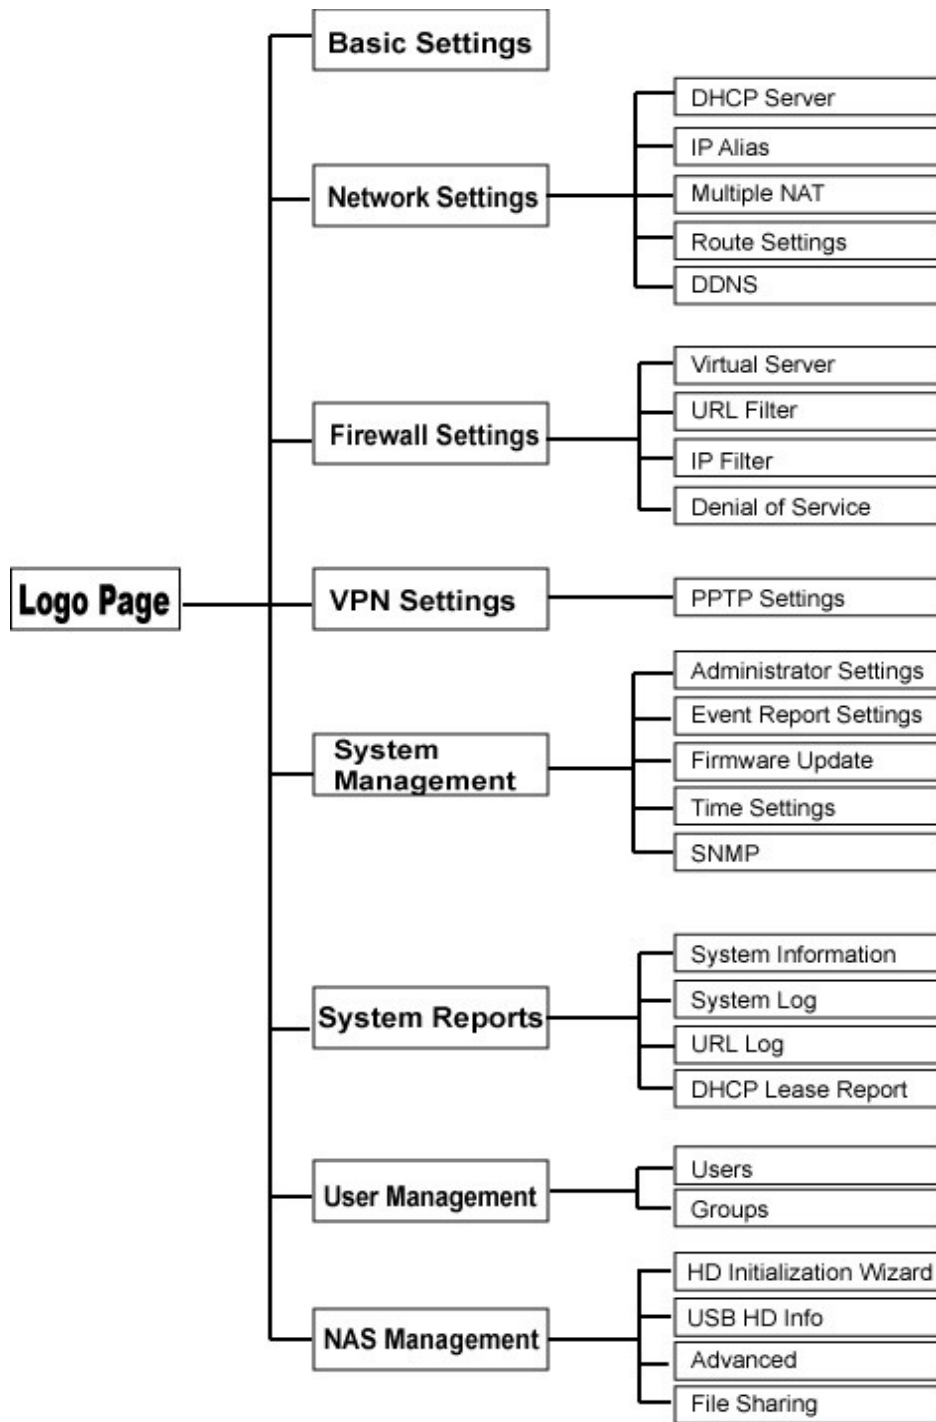 Basic Settings
DHCP Server
IP Alias
Network Settings
Multiple NAT
Route Settings
DDNS
Virtual Server
URL Filter
Firewall Settings
IP Filter
Denial of Service
Logo Page
VPN Settings
PPTP Settings
Administrator Settings
Event Report Settings
System
Management
Firmware Update
Time Settings
SNMP
System Information
System Log
System Reports
URL Log
DHCP Lease Report
Users
User Management
Groups
HD Initialization Wizard
USB HD Info
NAS Management
Advanced
File Sharing